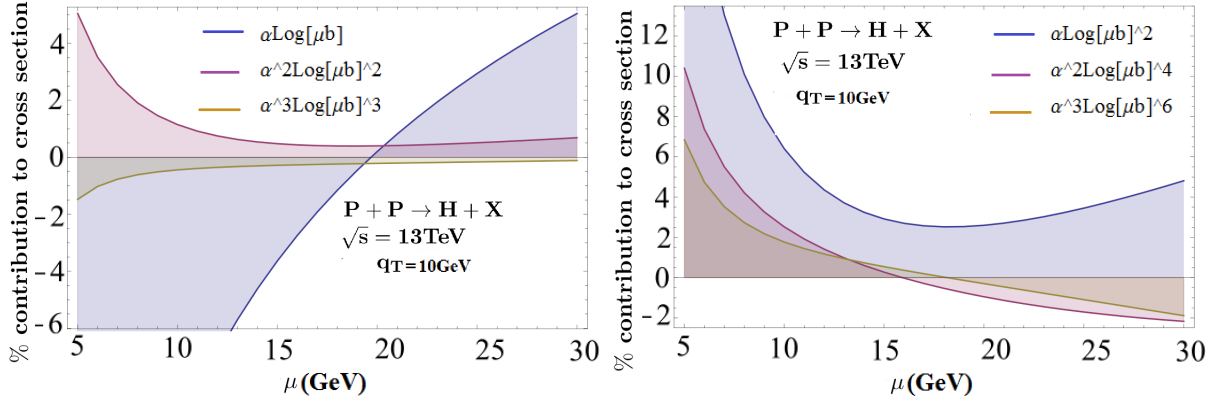 % contribution to cross section
4
2
0
-2
-4
-6
αLog[μb]
α^2Log[μb]^2
α^3Log[μb]^3
P + P → H + X
√s = 13TeV
qT=10GeV
5
10
15
20
25
30
μ(GeV)
% contribution to cross section
12
10
8
6
4
2
0
-2
P + P → H + X
√s = 13TeV
qT=10GeV
αLog[μb]^2
α^2Log[μb]^4
α^3Log[μb]^6
5
10
15
20
25
30
μ(GeV)